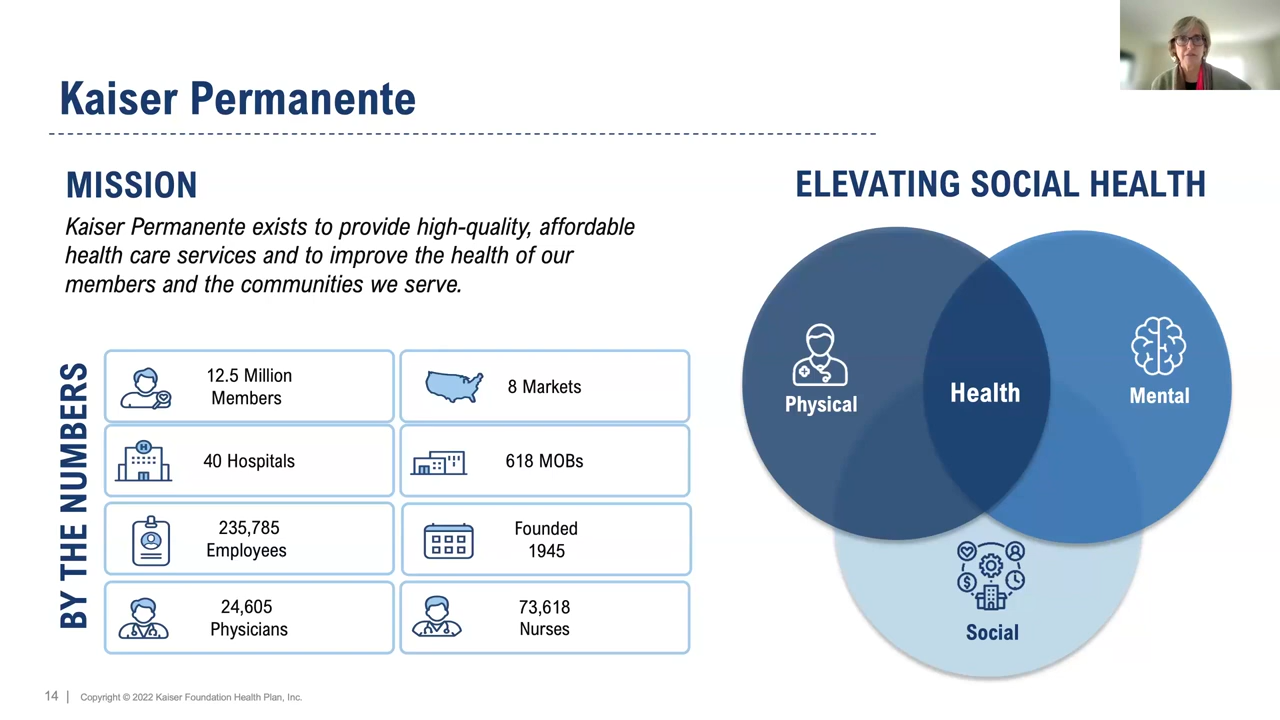 Kaiser Permanente
MISSION
Kaiser Permanente exists to provide high-quality, affordable
health care services and to improve the health of our
members and the communities we serve.
BY THE NUMBERS
12.5 Million
Members
8 Markets
H
40 Hospitals
618 MOBs
235,785
Employees
Founded
1945
24,605
Physicians
73,618
Nurses
ELEVATING SOCIAL HEALTH
Physical
Health
Mental
$
Social
14 | Copyright © 2022 Kaiser Foundation Health Plan, Inc.